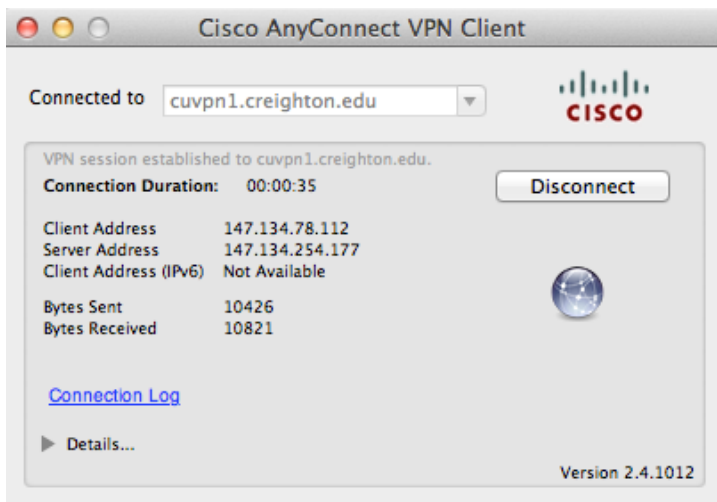 Cisco AnyConnect VPN Client
Connected to cuvpn1.creighton.edu
CISCO
VPN session established to cuvpn1.creighton.edu.
Connection Duration: 00:00:35
Disconnect
Client Address 147.134.78.112
Server Address 147.134.254.177
Client Address (IPv6) Not Available
Bytes Sent 10426
Bytes Received 10821
Connection Log
Details...
Version 2.4.1012